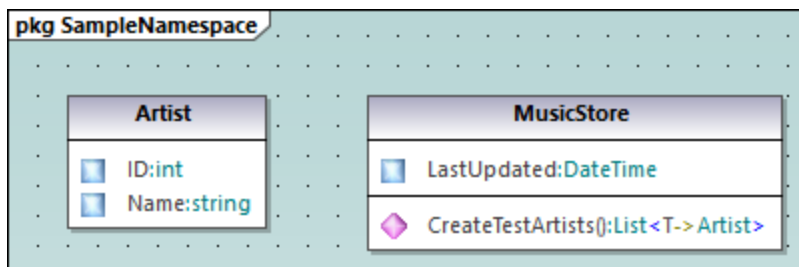 pkg SampleNamespace
Artist
ID:int
Name:string
MusicStore
LastUpdated:DateTime
CreateTestArtists():List<T->Artist>